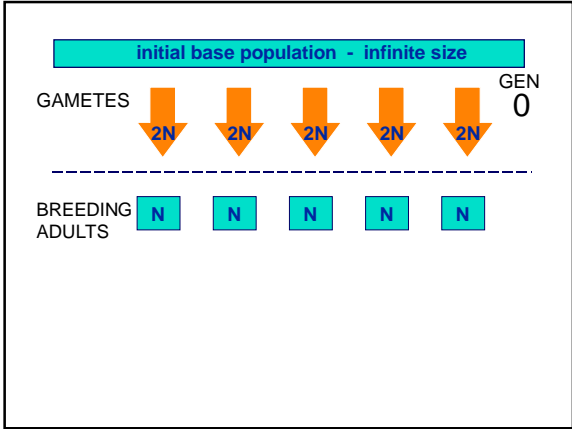 initial base population - infinite size
GEN
GAMETES
0
2N 2N 2N 2N 2N
BREEDING
ADULTS
N N N N N